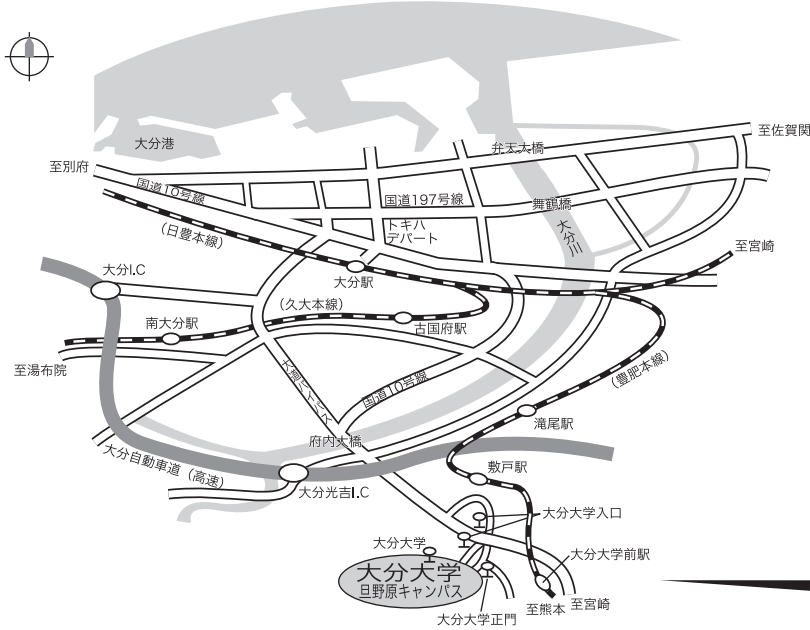 大分港
至別府
国道10号線
(日豊本線)
弁天大橋
至佐賀関
国道197号線
舞鶴橋
トキハ
デパート
大分川
至宮崎
大分I.C
大分駅
(久大本線)
南大分駅
古国府駅
至湯布院
大道バイパス
国道10号線
(豊肥本線)
滝尾駅
府内大橋
大分自動車道(高速)
敷戸駅
大分光吉I.C
大分大学入口
大分大学
大分大学前駅
大分大学
旦野原キャンパス
大分大学正門
至熊本
至宮崎